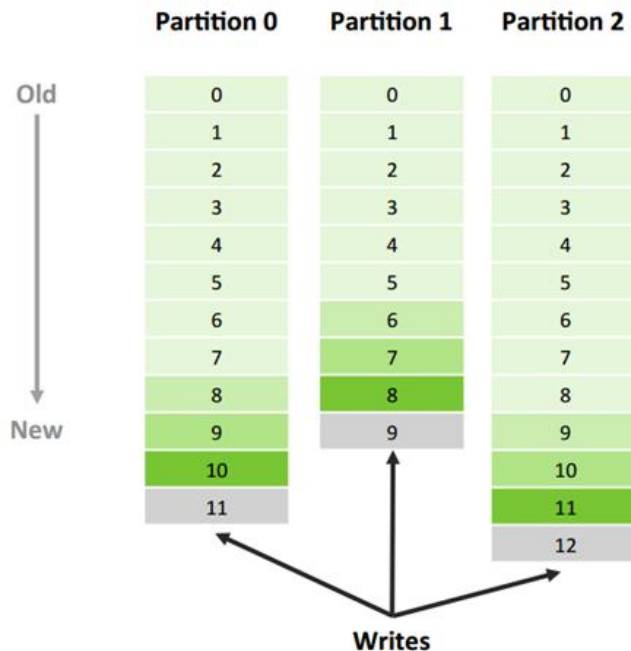 Partition 0 Partition 1 Partition 2
Old 0 0 0
1 1 1
2 2 2
3 3 3
4 4 4
5 5 5
6 6 6
7 7 7
8 8 8
New 9 9 9
10 10
11 11
12
Writes